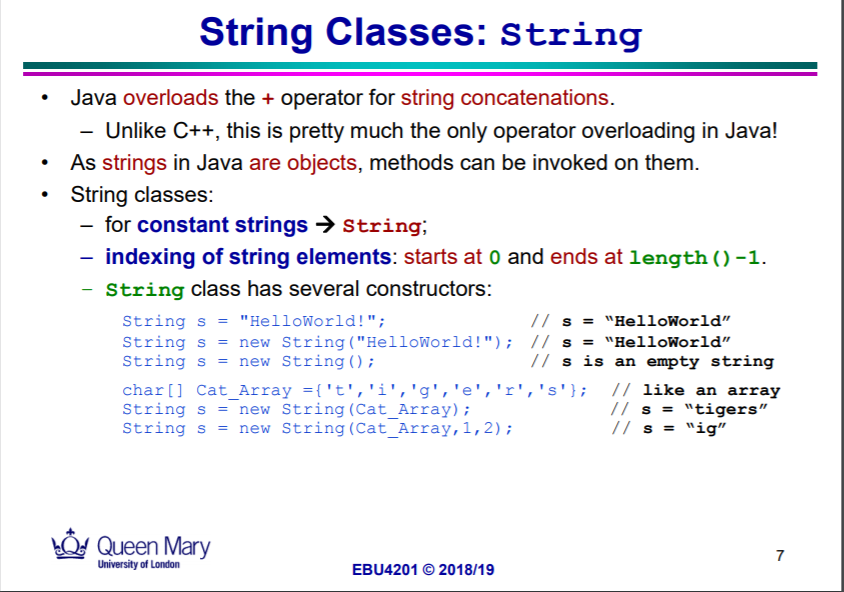 String Classes: String
• Java overloads the + operator for string concatenations.
– Unlike C++, this is pretty much the only operator overloading in Java!
• As strings in Java are objects, methods can be invoked on them.
• String classes:
– for constant strings → String;
– indexing of string elements: starts at 0 and ends at length()-1.
– String class has several constructors:
String s = "HelloWorld!"; // s = “HelloWorld”
String s = new String("HelloWorld!"); // s = “HelloWorld”
String s = new String(); // s is an empty string
char[] Cat_Array ={'t','i','g','e','r','s'}; // like an array
String s = new String(Cat_Array); // s = “tigers”
String s = new String(Cat_Array,1,2); // s = “ig”
Queen Mary
University of London
EBU4201 © 2018/19
7